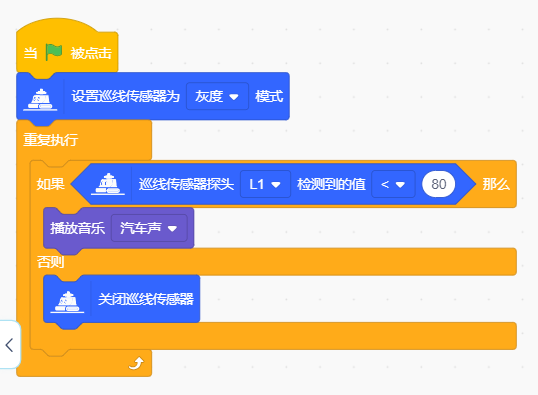 当 被点击
设置巡线传感器为 灰度 模式
重复执行
如果 巡线传感器探头 L1 检测到的值 < 80 那么
播放音乐 汽车声
否则
关闭巡线传感器